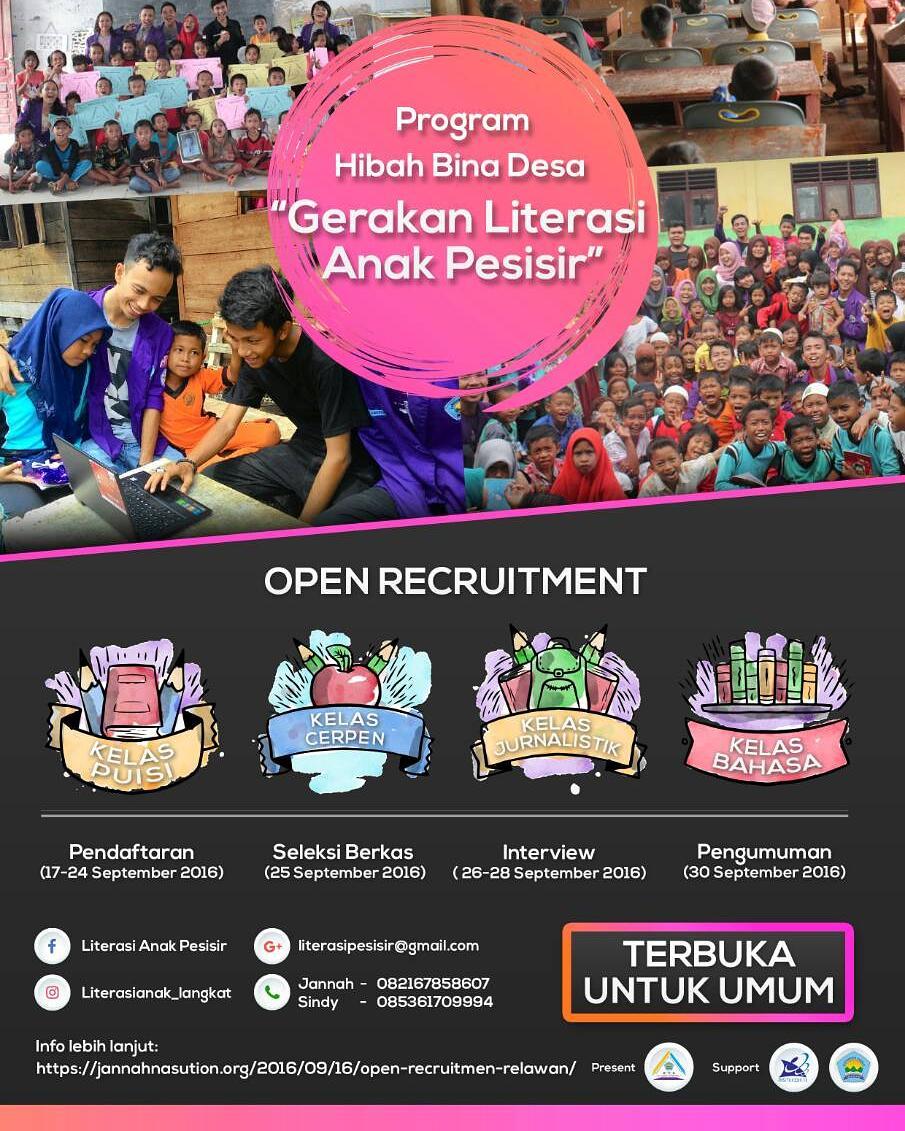 Program
Hibah Bina Desa
"Gerakan Literasi
Anak Pesisir"
OPEN RECRUITMENT
KELAS
PUISI
KELAS
CERPEN
KELAS
JURNALISTIK
KELAS
BAHASA
Pendaftaran
(17-24 September 2016)
Seleksi Berkas
(25 September 2016)
Interview
( 26-28 September 2016)
Pengumuman
(30 September 2016)
Literasi Anak Pesisir
Literasianak_langkat
G+ literasipesisir@gmail.com
Jannah - 082167858607
Sindy - 085361709994
TERBUKA
UNTUK UMUM
Info lebih lanjut:
https://jannahnasution.org/2016/09/16/open-recruitmen-relawan/
Present
Support